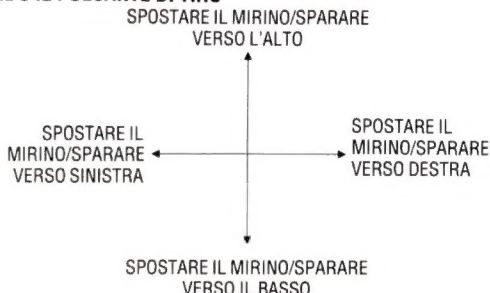 SPOSTARE IL MIRINO/SPARARE
VERSO L'ALTO
SPOSTARE IL
MIRINO/SPARARE
VERSO SINISTRA
SPOSTARE IL
MIRINO/SPARARE
VERSO DESTRA
SPOSTARE IL MIRINO/SPARARE
VERSO IL BASSO